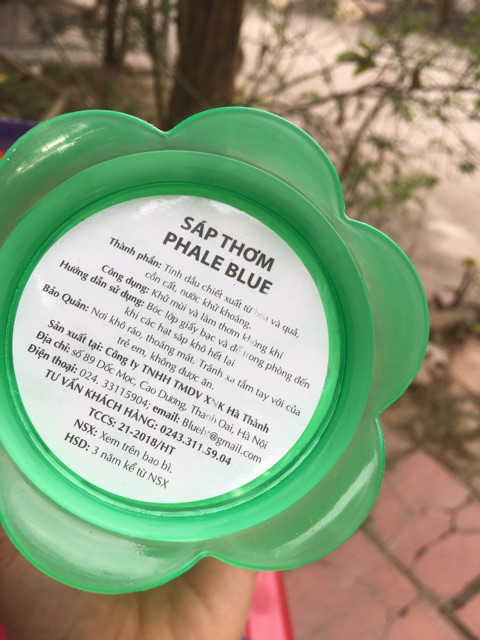 SÁP THƠM
PHALE BLUE
Thành phần: Tinh dầu chiết xuất từ hoa và quả,
cồn cất, nước khử khoáng,
Công dụng: Khử mùi và làm thơm không khí
Hướng dẫn sử dụng: Bóc lớp giấy bạc và để trong phòng đến
khi các hạt sáp khô hết lại
Bảo Quản: Nơi khô ráo, thoáng mát. Tránh xa tầm tay với của
trẻ em, không được ăn.
Sản xuất tại: Công ty TNHH TMDV XNK Hà Thành
Địa chỉ: số 89 Dốc Mọc, Cao Dương, Thanh Oai, Hà Nội
Điện thoại: 024. 33115904; email: @gmail.com
TƯ VẤN KHÁCH HÀNG: 0243.311.59.04
TCCS: 21-2018/HT
NSX: Xem trên bao bì.
HSD: 3 năm kể từ NSX